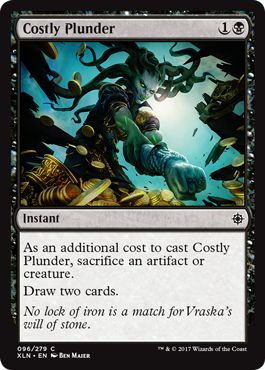 Costly Plunder 1
Instant
As an additional cost to cast Costly
Plunder, sacrifice an artifact or
creature.
Draw two cards.
No lock of iron is a match for Vraska's
will of stone.
096/279 C
XLN • EN BEN MAIER
™ & © 2017 Wizards of the Coast